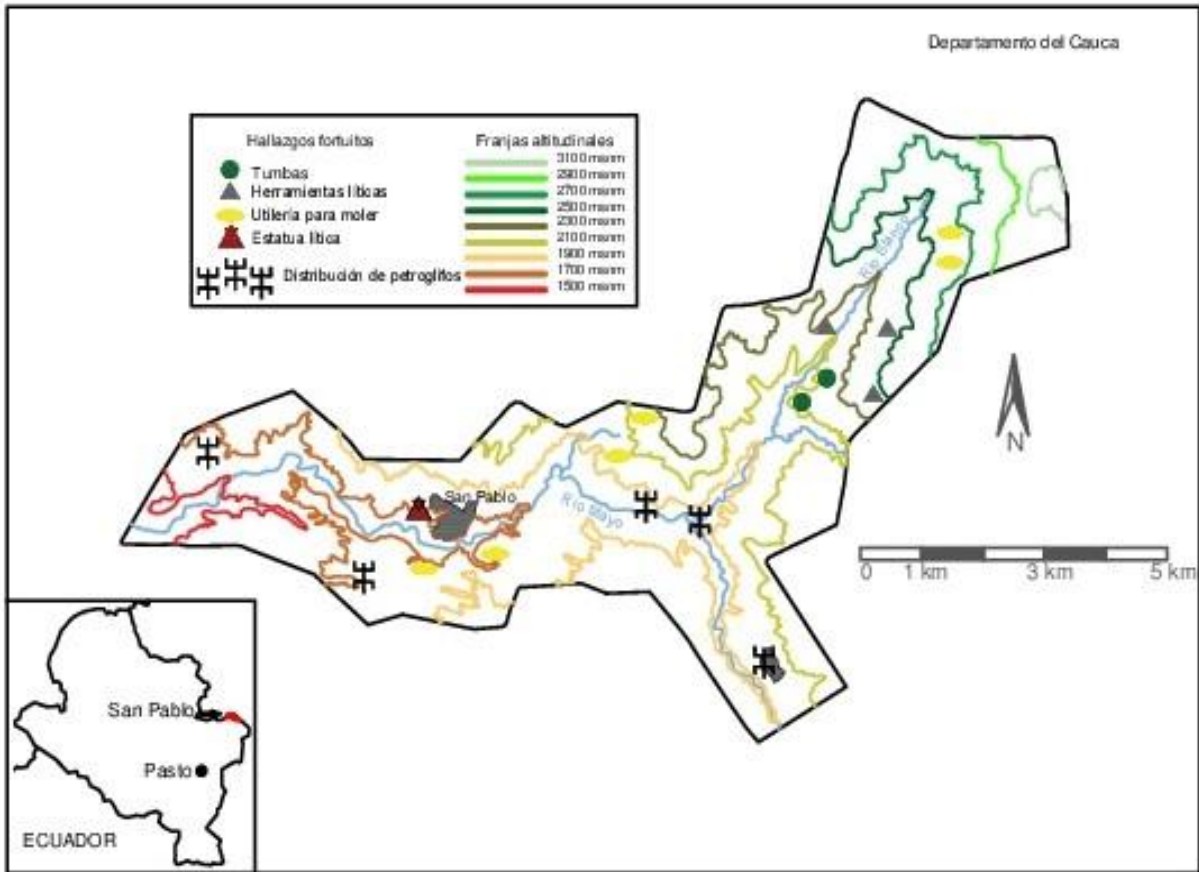 Departamento del Cauca
Hallazgos fortuitos
Tumbas
Herramientas líticas
Utilería para moler
Estatua lítica
Distribución de petroglifos
Franjas altitudinales
3100 msnm
2900 msnm
2700 msnm
2500 msnm
2300 msnm
2100 msnm
1900 msnm
1700 msnm
1500 msnm
Río Blanco
San Pablo
Río Mayo
N
0 1 km 3 km 5 km
San Pablo
Pasto
ECUADOR